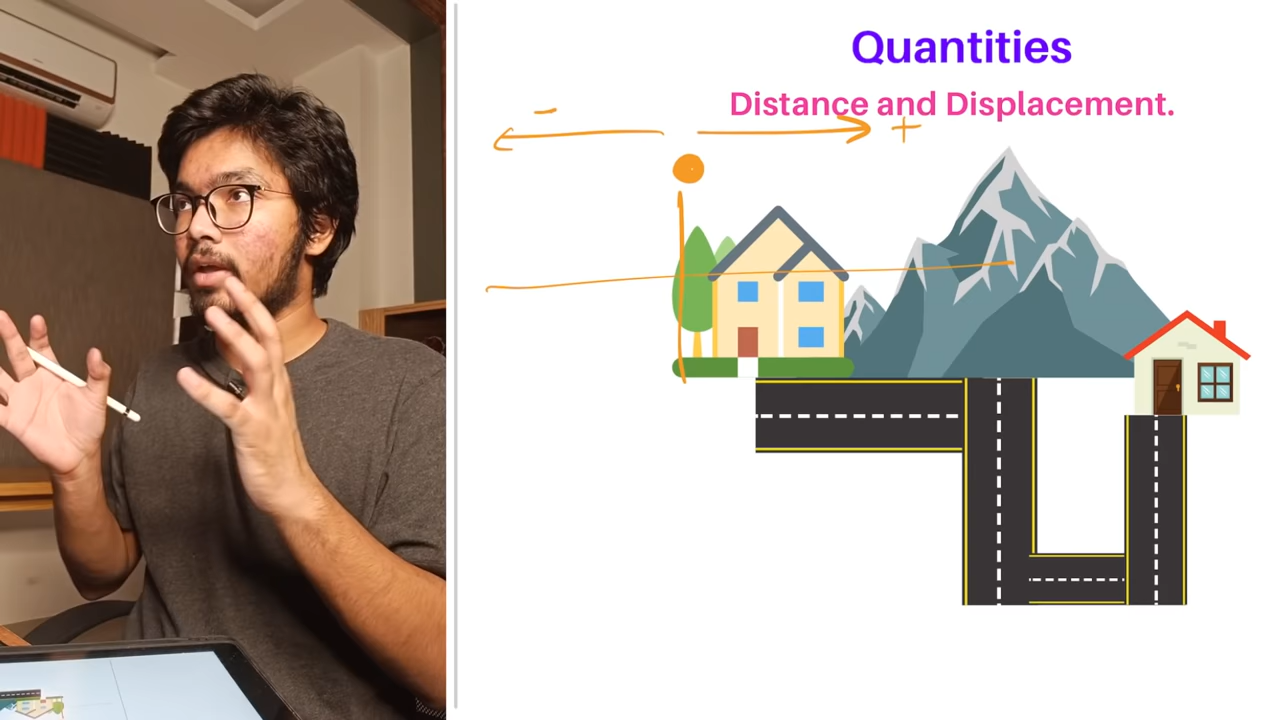 Quantities
Distance and Displacement.
- +